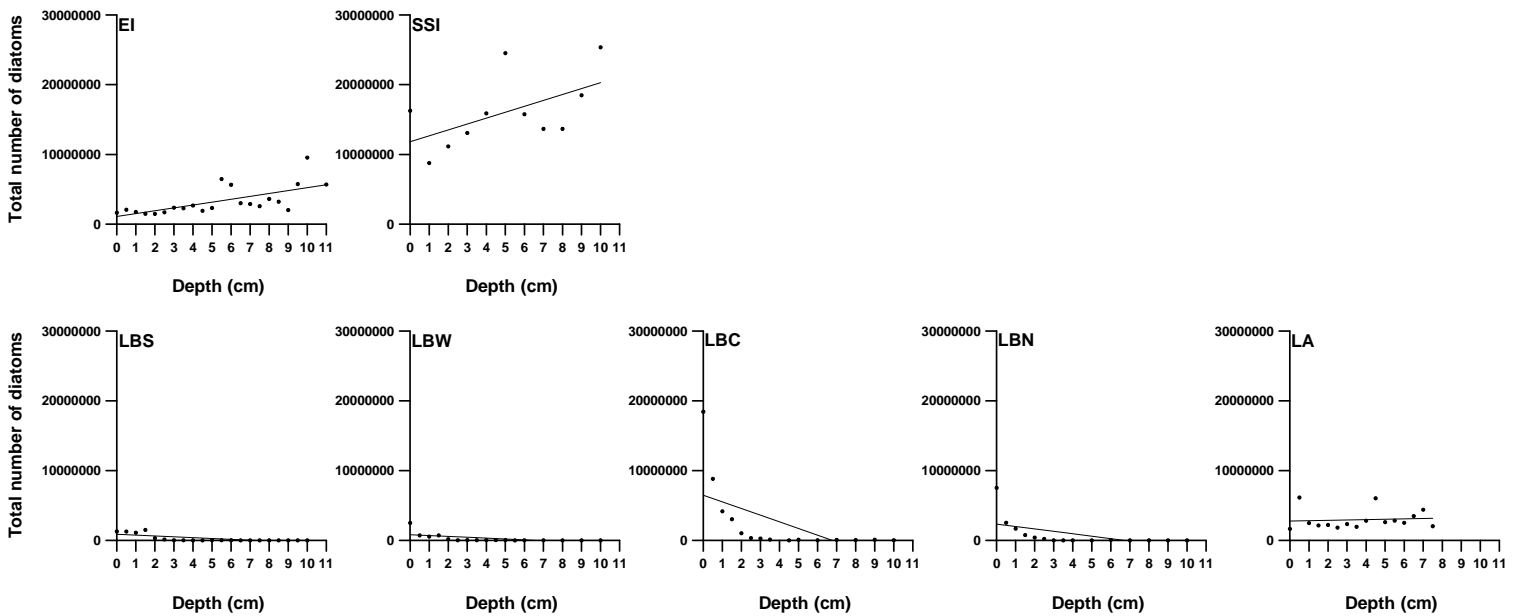 EI
SSI
Total number of diatoms
30000000 30000000
20000000 20000000
10000000 10000000
0 0
0 1 2 3 4 5 6 7 8 9 10 11 0 1 2 3 4 5 6 7 8 9 10 11
Depth (cm) Depth (cm)
LBS
LBW
LBC
LBN
LA
Total number of diatoms
30000000 30000000 30000000 30000000 30000000
20000000 20000000 20000000 20000000 20000000
10000000 10000000 10000000 10000000 10000000
0 0 0 0 0
0 1 2 3 4 5 6 7 8 9 10 11 0 1 2 3 4 5 6 7 8 9 10 11 0 1 2 3 4 5 6 7 8 9 10 11 0 1 2 3 4 5 6 7 8 9 10 11 0 1 2 3 4 5 6 7 8 9 10 11
Depth (cm) Depth (cm) Depth (cm) Depth (cm) Depth (cm)